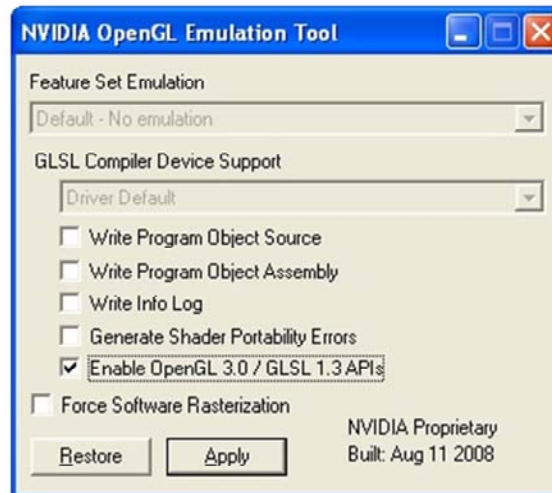 NVIDIA OpenGL Emulation Tool
Feature Set Emulation
Default - No emulation
GLSL Compiler Device Support
Driver Default
Write Program Object Source
Write Program Object Assembly
Write Info Log
Generate Shader Portability Errors
Enable OpenGL 3.0 / GLSL 1.3 APIs
Force Software Rasterization
Restore
Apply
NVIDIA Proprietary
Built: Aug 11 2008